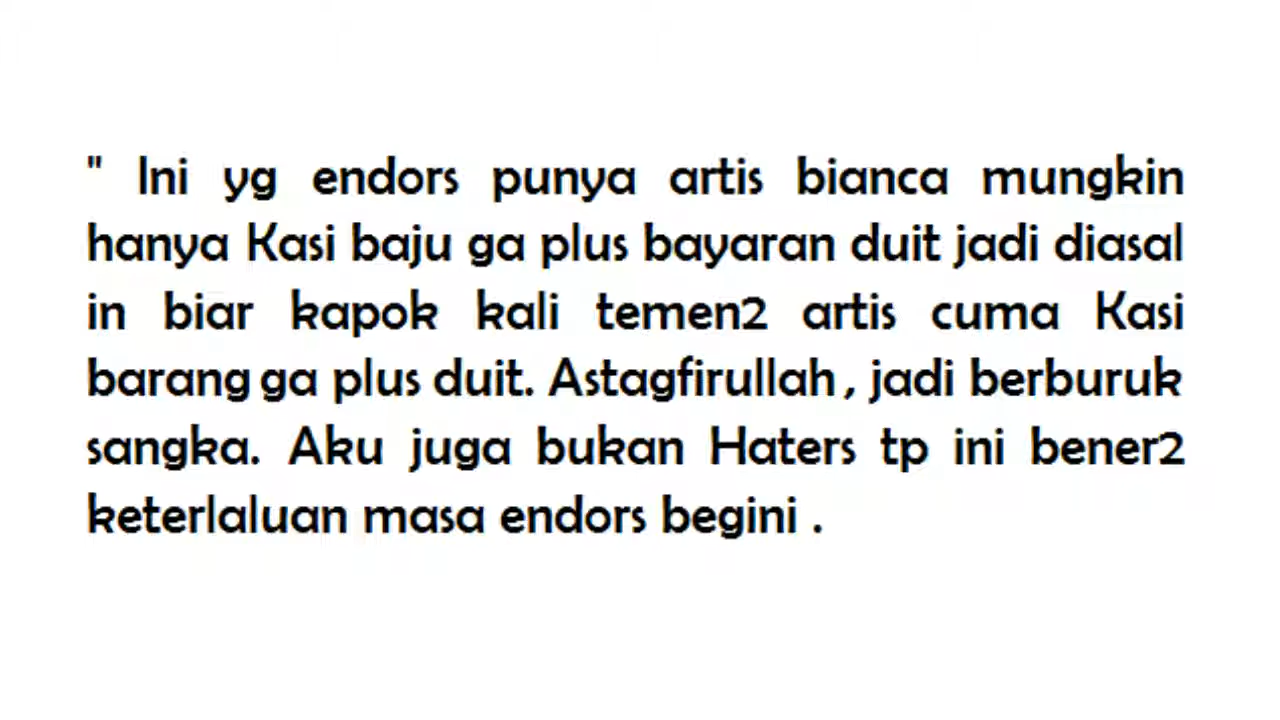 " Ini yg endors punya artis bianca mungkin
hanya Kasi baju ga plus bayaran duit jadi diasal
in biar kapok kali temen2 artis cuma Kasi
barang ga plus duit. Astagfirullah , jadi berburuk
sangka. Aku juga bukan Haters tp ini bener2
keterlaluan masa endors begini .